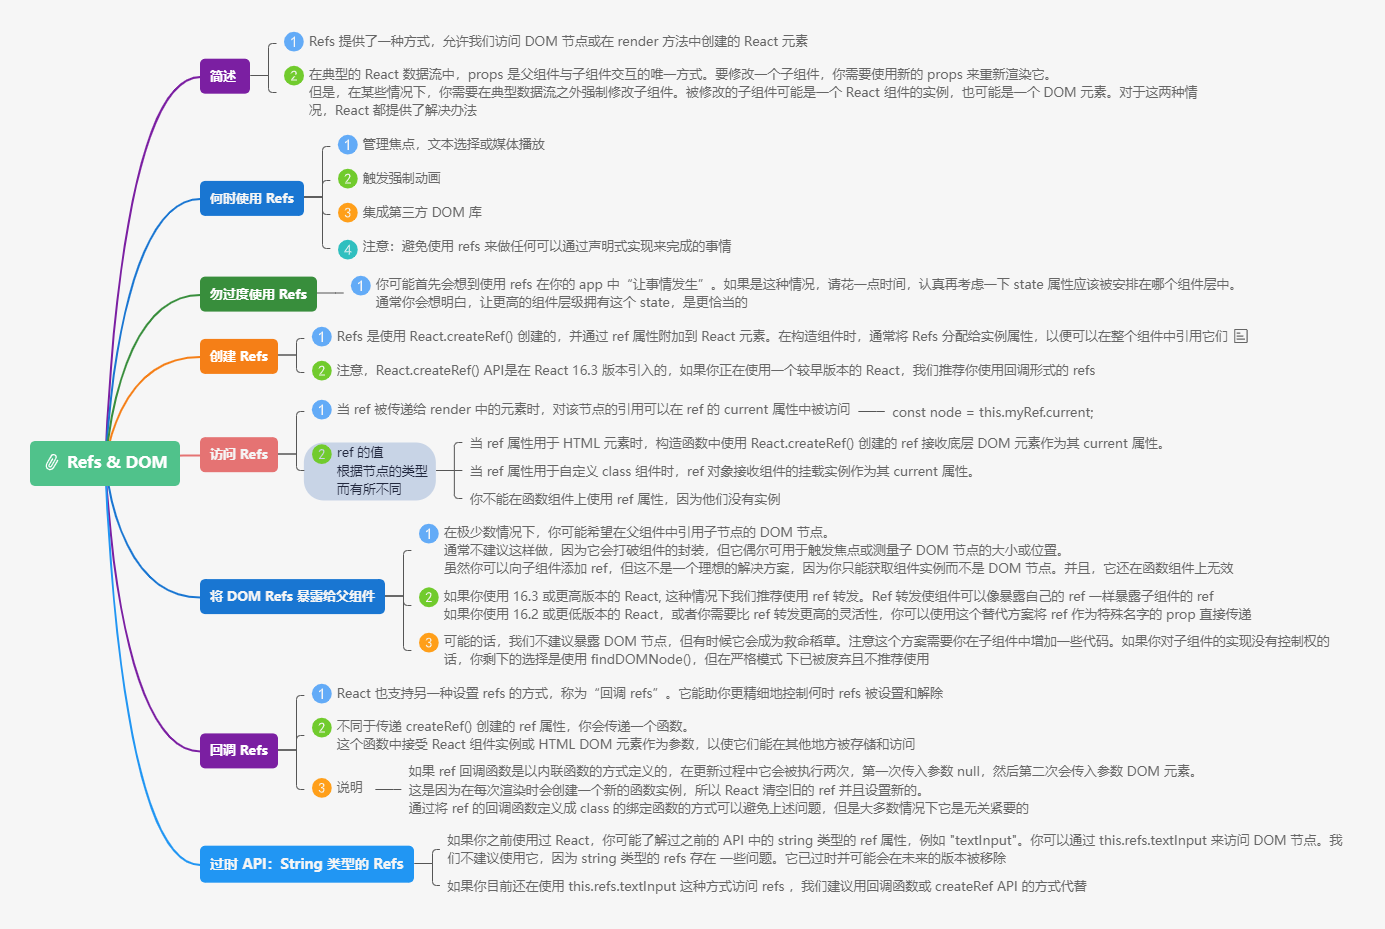 Refs & DOM
简述
1 Refs 提供了一种方式，允许我们访问 DOM 节点或在 render 方法中创建的 React 元素
2 在典型的 React 数据流中，props 是父组件与子组件交互的唯一方式。要修改一个子组件，你需要使用新的 props 来重新渲染它。
但是，在某些情况下，你需要在典型数据流之外强制修改子组件。被修改的子组件可能是一个 React 组件的实例，也可能是一个 DOM 元素。对于这两种情
况，React 都提供了解决办法
何时使用 Refs
1 管理焦点，文本选择或媒体播放
2 触发强制动画
3 集成第三方 DOM 库
4 注意：避免使用 refs 来做任何可以通过声明式实现来完成的事情
勿过度使用 Refs
1 你可能首先会想到使用 refs 在你的 app 中“让事情发生”。如果是这种情况，请花一点时间，认真再考虑一下 state 属性应该被安排在哪个组件层中。
通常你会想明白，让更高的组件层级拥有这个 state，是更恰当的
创建 Refs
1 Refs 是使用 React.createRef() 创建的，并通过 ref 属性附加到 React 元素。在构造组件时，通常将 Refs 分配给实例属性，以便可以在整个组件中引用它们
2 注意，React.createRef() API是在 React 16.3 版本引入的，如果你正在使用一个较早版本的 React，我们推荐你使用回调形式的 refs
访问 Refs
1 当 ref 被传递给 render 中的元素时，对该节点的引用可以在 ref 的 current 属性中被访问
const node = this.myRef.current;
2 ref 的值
根据节点的类型
而有所不同
当 ref 属性用于 HTML 元素时，构造函数中使用 React.createRef() 创建的 ref 接收底层 DOM 元素作为其 current 属性。
当 ref 属性用于自定义 class 组件时，ref 对象接收组件的挂载实例作为其 current 属性。
你不能在函数组件上使用 ref 属性，因为他们没有实例
将 DOM Refs 暴露给父组件
1 在极少数情况下，你可能希望在父组件中引用子节点的 DOM 节点。
通常不建议这样做，因为它会打破组件的封装，但它偶尔可用于触发焦点或测量子 DOM 节点的大小或位置。
虽然你可以向子组件添加 ref，但这不是一个理想的解决方案，因为你只能获取组件实例而不是 DOM 节点。并且，它还在函数组件上无效
2 如果你使用 16.3 或更高版本的 React, 这种情况下我们推荐使用 ref 转发。Ref 转发使组件可以像暴露自己的 ref 一样暴露子组件的 ref
如果你使用 16.2 或更低版本的 React，或者你需要比 ref 转发更高的灵活性，你可以使用这个替代方案将 ref 作为特殊名字的 prop 直接传递
3 可能的话，我们不建议暴露 DOM 节点，但有时候它会成为救命稻草。注意这个方案需要你在子组件中增加一些代码。如果你对子组件的实现没有控制权的
话，你剩下的选择是使用 findDOMNode()，但在严格模式 下已被废弃且不推荐使用
回调 Refs
1 React 也支持另一种设置 refs 的方式，称为“回调 refs”。它能助你更精细地控制何时 refs 被设置和解除
2 不同于传递 createRef() 创建的 ref 属性，你会传递一个函数。
这个函数中接受 React 组件实例或 HTML DOM 元素作为参数，以使它们能在其他地方被存储和访问
3 说明
如果 ref 回调函数是以内联函数的方式定义的，在更新过程中它会被执行两次，第一次传入参数 null，然后第二次会传入参数 DOM 元素。
这是因为在每次渲染时会创建一个新的函数实例，所以 React 清空旧的 ref 并且设置新的。
通过将 ref 的回调函数定义成 class 的绑定函数的方式可以避免上述问题，但是大多数情况下它是无关紧要的
过时 API：String 类型的 Refs
如果你之前使用过 React，你可能了解过之前的 API 中的 string 类型的 ref 属性，例如 "textInput"。你可以通过 this.refs.textInput 来访问 DOM 节点。我
们不建议使用它，因为 string 类型的 refs 存在 一些问题。它已过时并可能会在未来的版本被移除
如果你目前还在使用 this.refs.textInput 这种方式访问 refs ，我们建议用回调函数或 createRef API 的方式代替